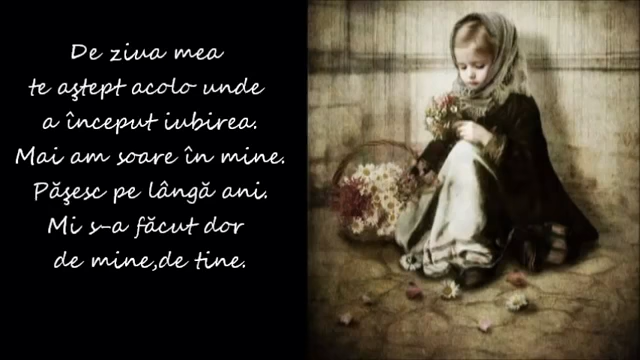 De ziua mea
te aştept acolo unde
a început iubirea.
Mai am soare în mine.
Păşesc pe lângă ani.
Mi s-a făcut dor
de mine,de tine.